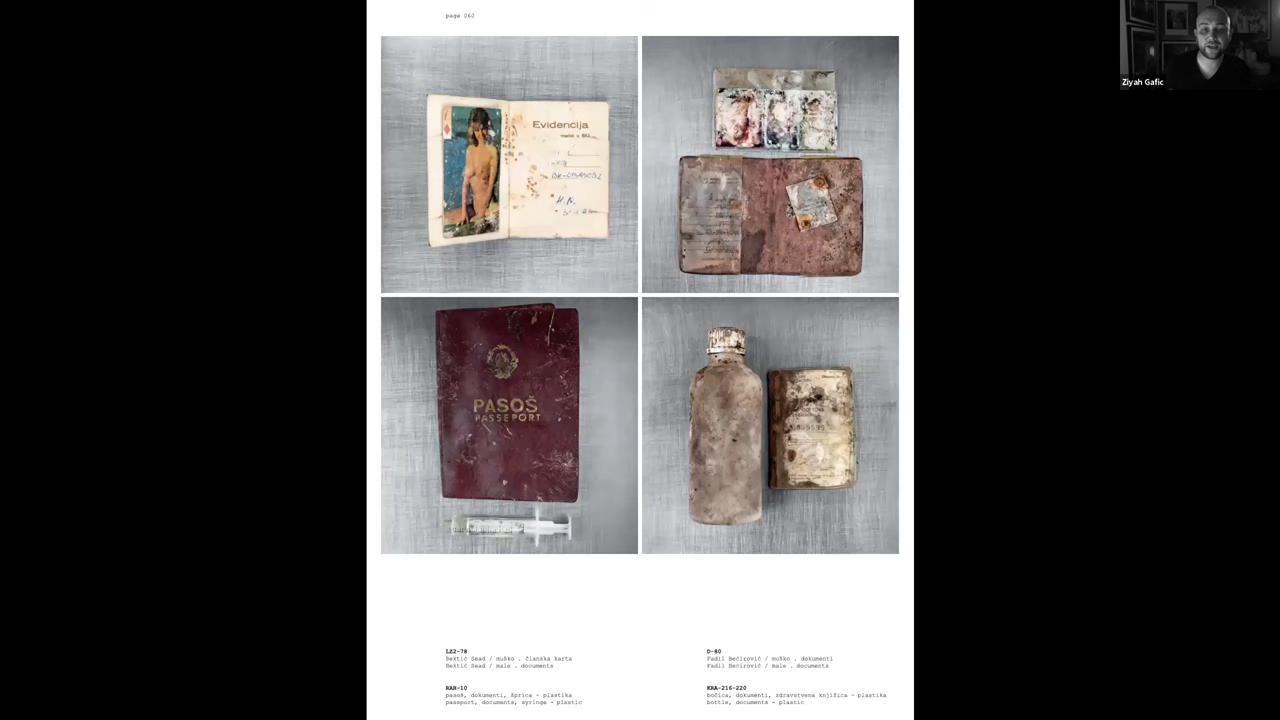 page 060
Ziyah Gafic
Evidencija
PASOŠ
PASSEPORT
LZ2-78
Bektić Sead / muško . članska karta
Bektić Sead / male . documents
RAH-10
pasoš, dokumenti, šprica - plastika
passport, documents, syringe - plastic
D-80
Fadil Bećirović / muško . dokumenti
Fadil Bećirović / male . documents
KRA-216-220
bočica, dokumenti, zdravstvena knjižica - plastika
bottle, documents - plastic